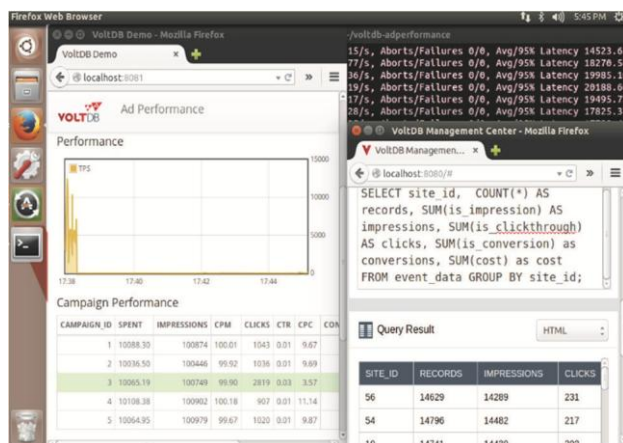 Firefox Web Browser
5:45 PM
VoltDB Demo - Mozilla Firefox
VoltDB Demo
localhost:8081
VOLTDB Ad Performance
Performance
TPS
15000
10000
5000
0
17:38 17:40 17:42 17:44
Campaign Performance
CAMPAIGN_ID SPENT IMPRESSIONS CPM CLICKS CTR CPC CON
1 10088.30 100874 100.01 1043 0.01 9.67
2 10036.50 100446 99.92 1036 0.01 9.69
3 10065.19 100749 99.90 2819 0.03 3.57
4 10108.38 100902 100.18 907 0.01 11.14
5 10064.95 100979 99.67 1020 0.01 9.87
~/voltdb-adperformance
15/s, Aborts/Failures 0/0, Avg/95% Latency 14523.6
77/s, Aborts/Failures 0/0, Avg/95% Latency 18270.5
36/s, Aborts/Failures 0/0, Avg/95% Latency 19985.1
19/s, Aborts/Failures 0/0, Avg/95% Latency 20188.6
17/s, Aborts/Failures 0/0, Avg/95% Latency 19495.7
28/s, Aborts/Failures 0/0, Avg/95% Latency 17825.3
VoltDB Management Center - Mozilla Firefox
VoltDB Managemen...
localhost:8080/#
SELECT site_id, COUNT(*) AS
records, SUM(is_impression) AS
impressions, SUM(is_clickthrough)
AS clicks, SUM(is_conversion) as
conversions, SUM(cost) as cost
FROM event_data GROUP BY site_id;
Query Result HTML
SITE_ID RECORDS IMPRESSIONS CLICKS
56 14629 14289 231
54 14796 14482 217